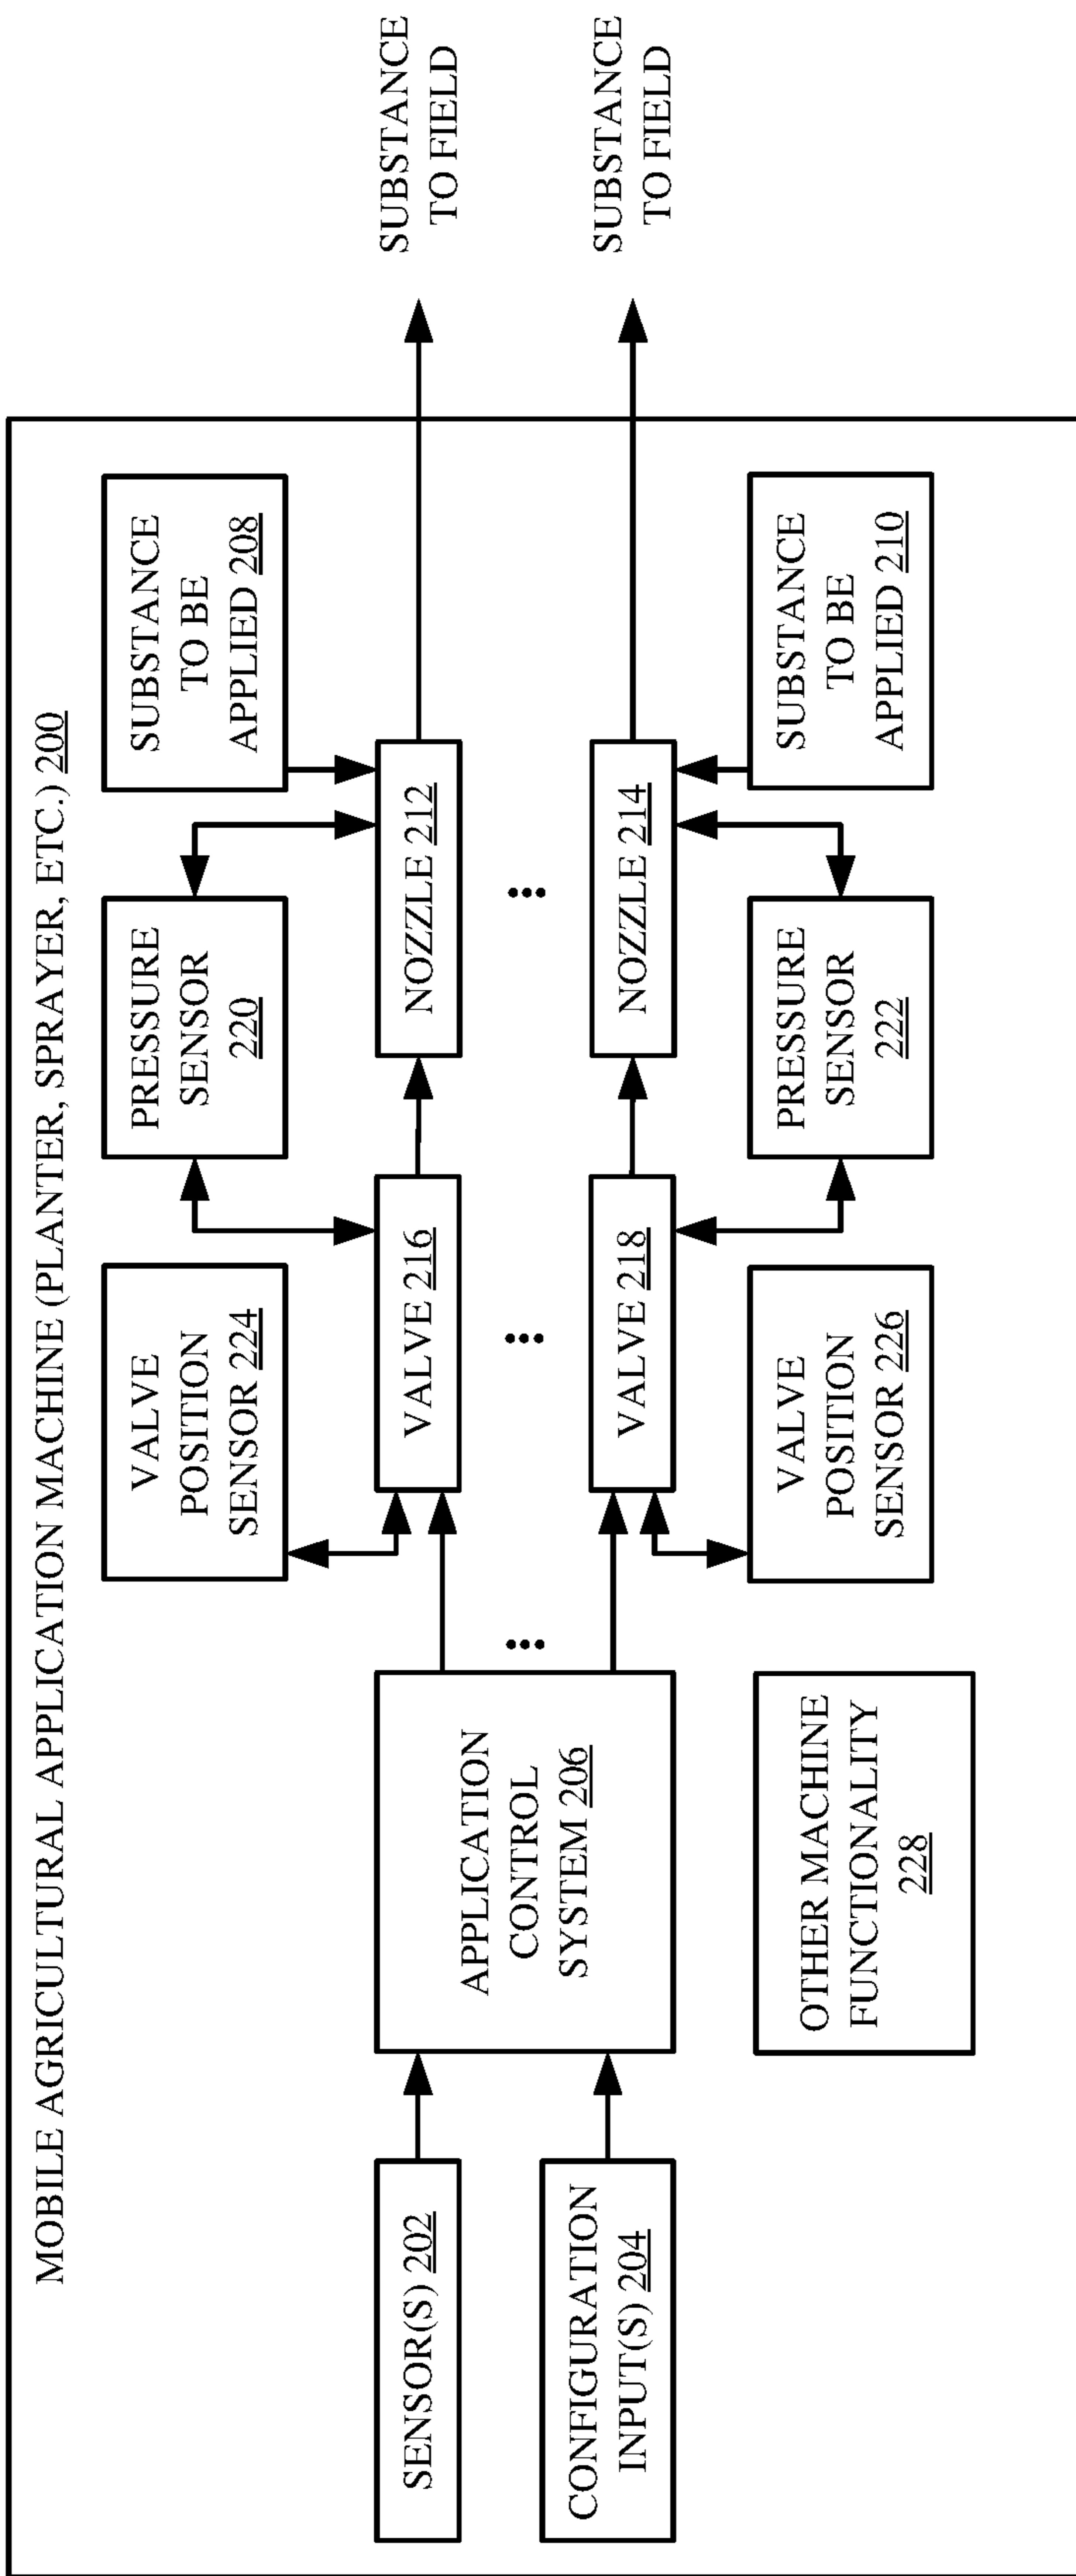 MOBILE AGRICULTURAL APPLICATION MACHINE (PLANTER, SPRAYER, ETC.) 200
SENSOR(S) 202
CONFIGURATION
INPUT(S) 204
APPLICATION
CONTROL
SYSTEM 206
OTHER MACHINE
FUNCTIONALITY
228
VALVE
POSITION
SENSOR 224
VALVE 216
VALVE 218
VALVE
POSITION
SENSOR 226
PRESSURE
SENSOR
220
NOZZLE 212
NOZZLE 214
PRESSURE
SENSOR
222
SUBSTANCE
TO BE
APPLIED 208
SUBSTANCE
TO BE
APPLIED 210
SUBSTANCE
TO FIELD
SUBSTANCE
TO FIELD